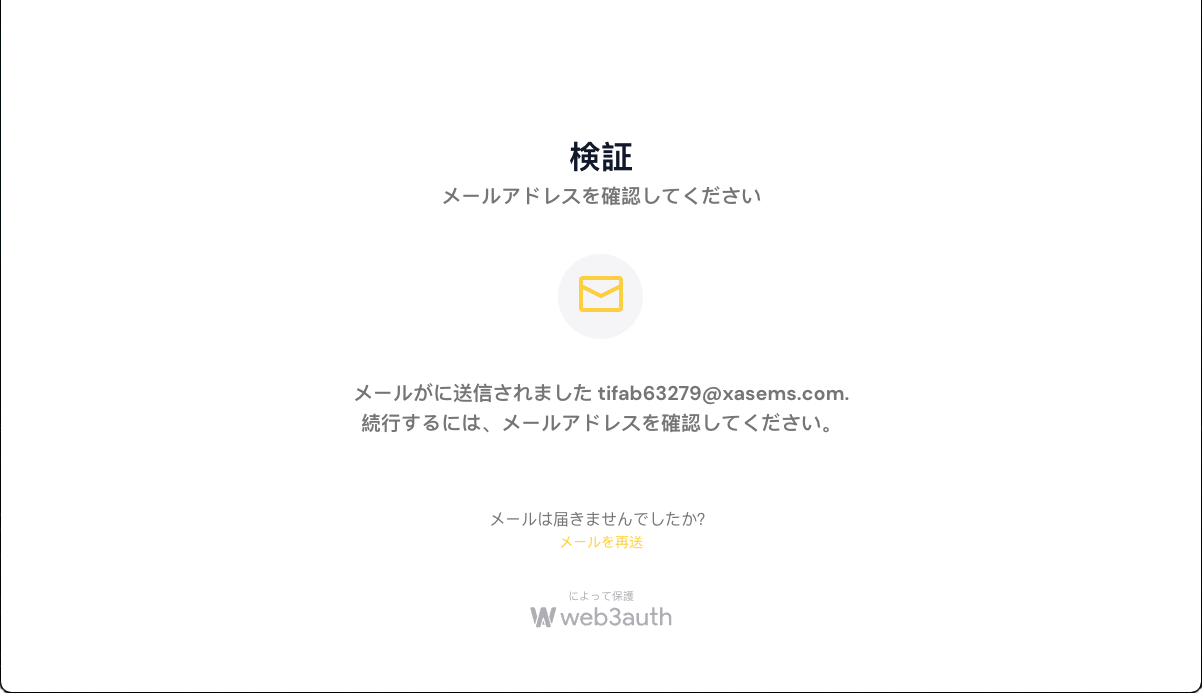 検証
メールアドレスを確認してください
メールがに送信されました tifab63279@xasems.com.
続行するには、メールアドレスを確認してください。
メールは届きませんでしたか?
メールを再送
によって保護
web3auth